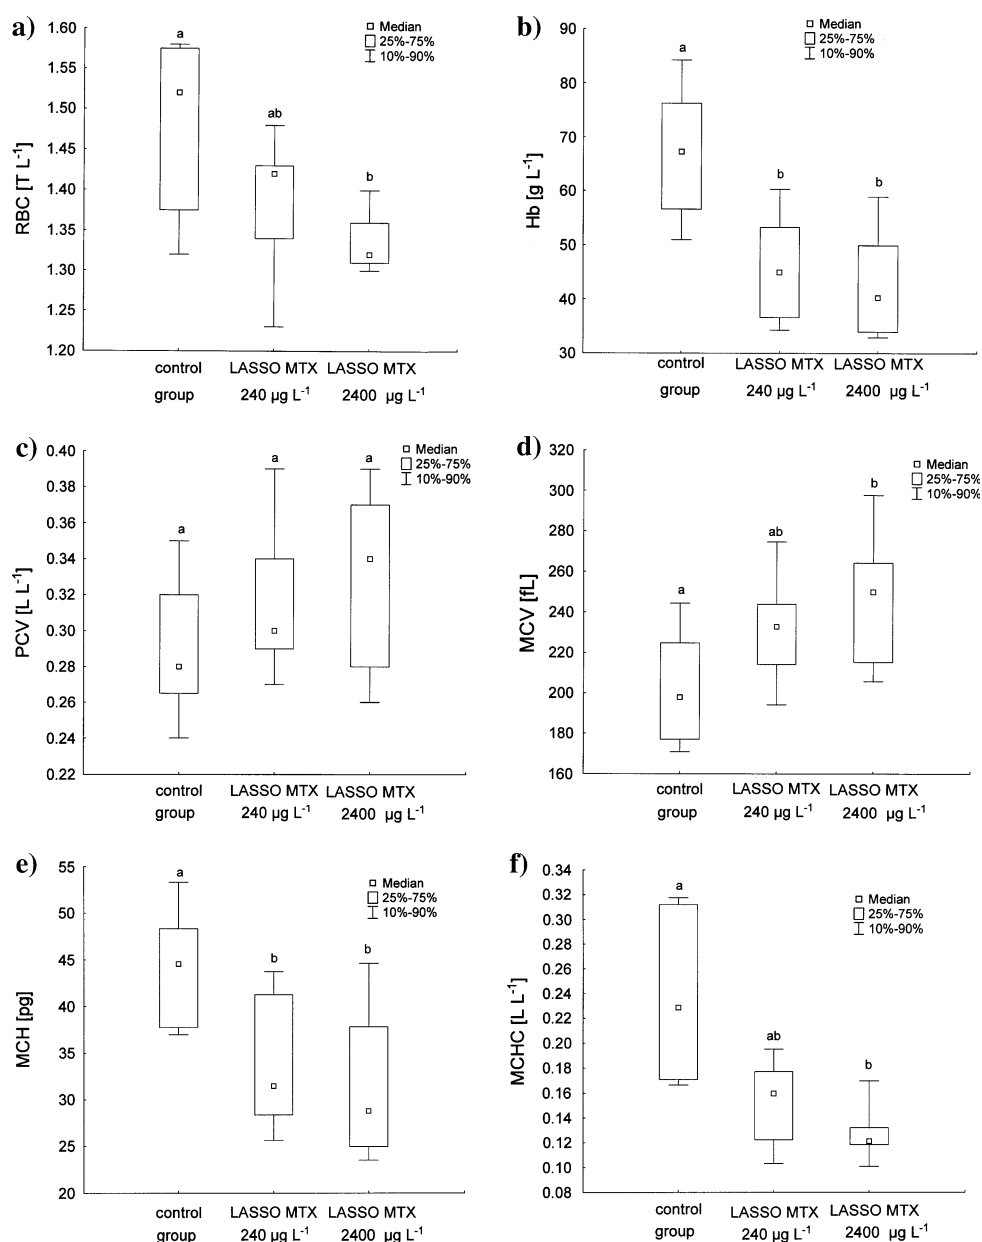 a)
Median
25%-75%
10%-90%
RBC [T L-1]
1.60
1.55
1.50
1.45
1.40
1.35
1.30
1.25
1.20
a
ab
b
control LASSO MTX LASSO MTX
group 240 µg L-1 2400 µg L-1
b)
Median
25%-75%
10%-90%
Hb [g L-1]
90
80
70
60
50
40
30
a
b
b
control LASSO MTX LASSO MTX
group 240 µg L-1 2400 µg L-1
c)
Median
25%-75%
10%-90%
PCV [L L-1]
0.40
0.38
0.36
0.34
0.32
0.30
0.28
0.26
0.24
0.22
a
a
a
control LASSO MTX LASSO MTX
group 240 µg L-1 2400 µg L-1
d)
Median
25%-75%
10%-90%
MCV [fL]
320
300
280
260
240
220
200
180
160
a
ab
b
control LASSO MTX LASSO MTX
group 240 µg L-1 2400 µg L-1
e)
Median
25%-75%
10%-90%
MCH [pg]
55
50
45
40
35
30
25
20
a
b
b
control LASSO MTX LASSO MTX
group 240 µg L-1 2400 µg L-1
f)
Median
25%-75%
10%-90%
MCHC [L L-1]
0.34
0.32
0.30
0.28
0.26
0.24
0.22
0.20
0.18
0.16
0.14
0.12
0.10
0.08
a
ab
b
control LASSO MTX LASSO MTX
group 240 µg L-1 2400 µg L-1